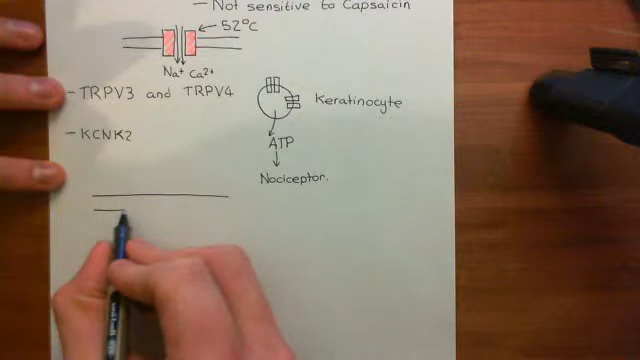 - Not sensitive to Capsaicin
52°C
Na⁺ Ca²⁺
- TRPV3 and TRPV4
Keratinocyte
- KCNK2
ATP
Nociceptor.